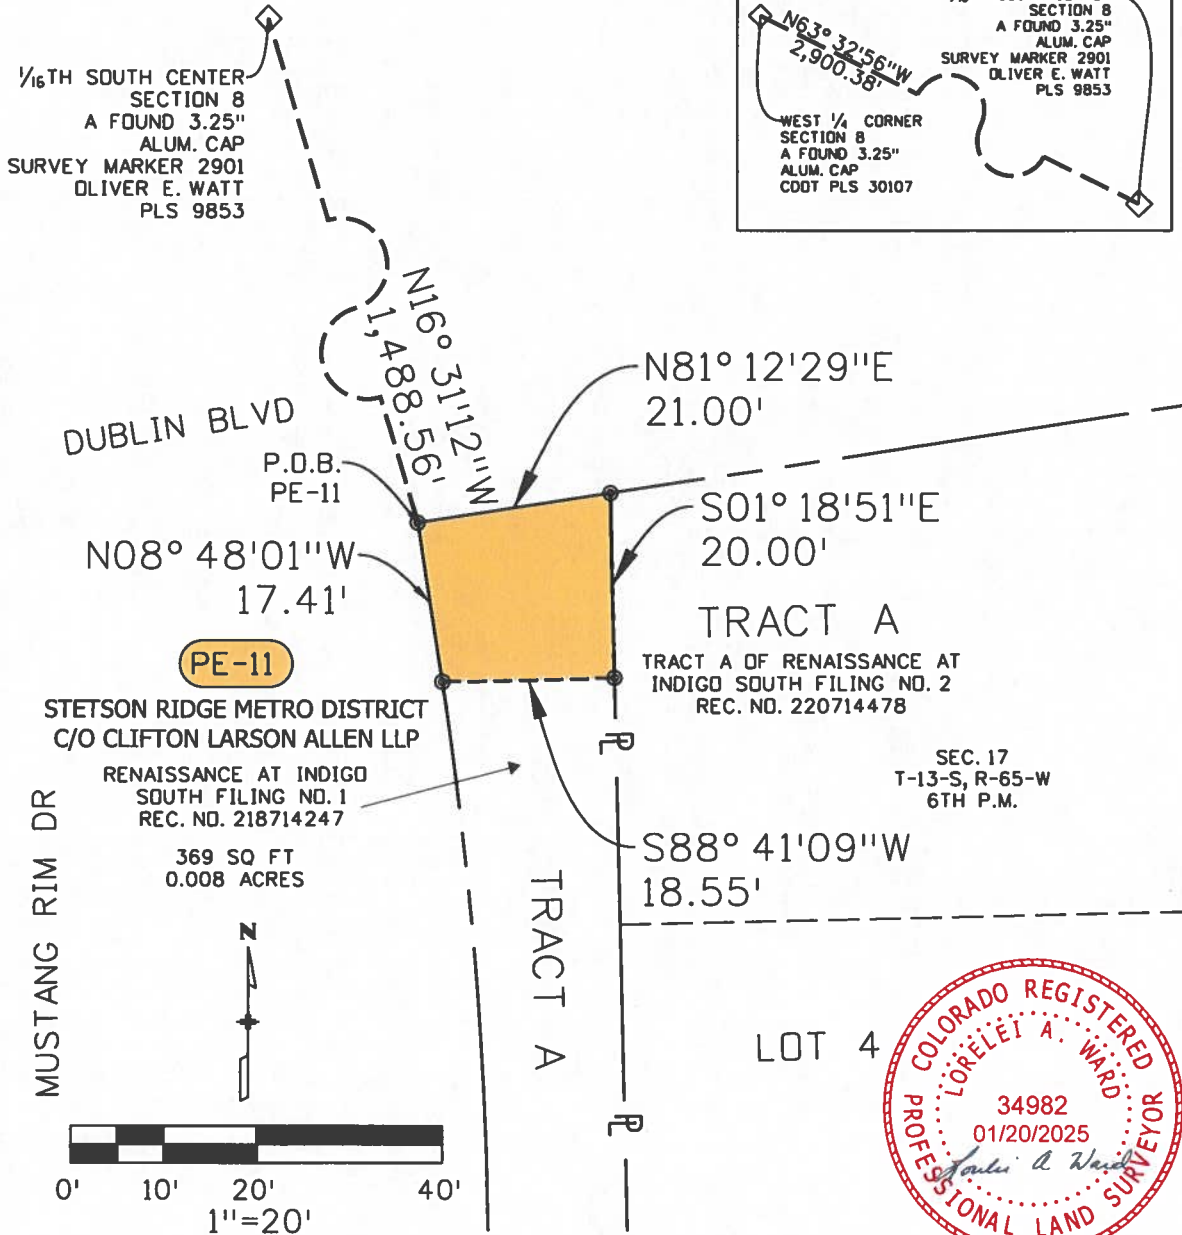 1/16TH SOUTH CENTER
SECTION 8
A FOUND 3.25"
ALUM. CAP
SURVEY MARKER 2901
OLIVER E. WATT
PLS 9853
N63° 32'56"W
2,900.38'
SECTION 8
A FOUND 3.25"
ALUM. CAP
SURVEY MARKER 2901
OLIVER E. WATT
PLS 9853
WEST 1/4 CORNER
SECTION 8
A FOUND 3.25"
ALUM. CAP
CDOT PLS 30107
N16° 31'12"W
1,488.56'
DUBLIN BLVD
P.O.B.
PE-11
N81° 12'29"E
21.00'
S01° 18'51"E
20.00'
N08° 48'01"W
17.41'
PE-11
STETSON RIDGE METRO DISTRICT
C/O CLIFTON LARSON ALLEN LLP
RENAISSANCE AT INDIGO
SOUTH FILING NO. 1
REC. NO. 218714247
369 SQ FT
0.008 ACRES
TRACT A
TRACT A OF RENAISSANCE AT
INDIGO SOUTH FILING NO. 2
REC. NO. 220714478
SEC. 17
T-13-S, R-65-W
6TH P.M.
PL
S88° 41'09"W
18.55'
MUSTANG RIM DR
TRACT A
N
LOT 4
PL
0' 10' 20' 40'
1"=20'
COLORADO REGISTERED
LORELEI A. WARD
34982
01/20/2025
Lorelei A Ward
PROFESSIONAL LAND SURVEYOR